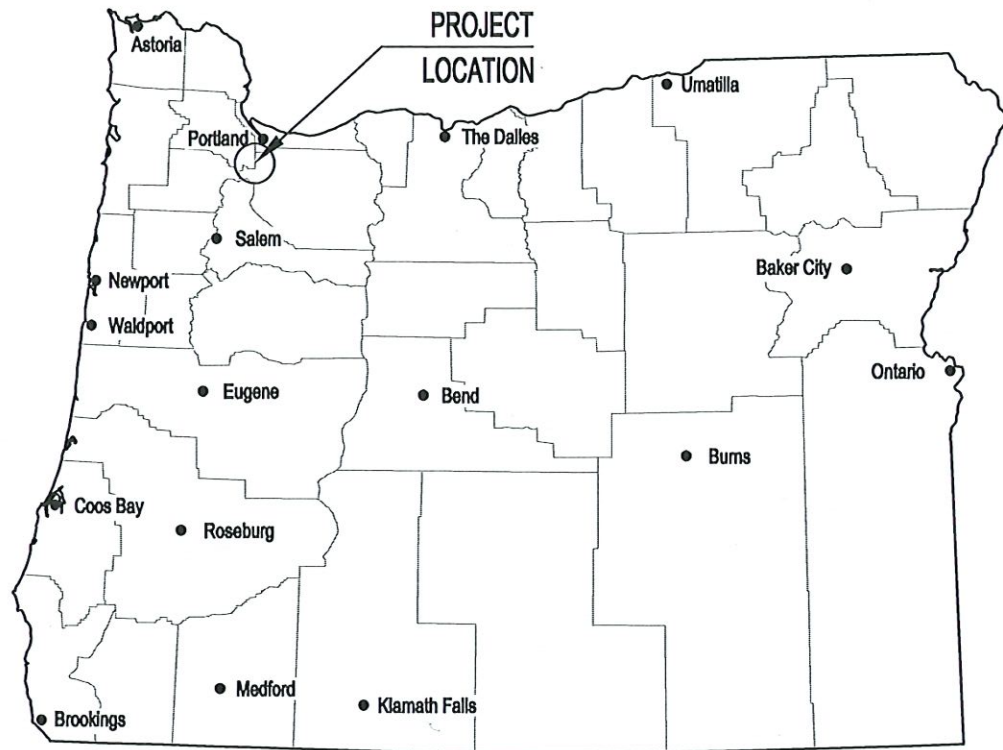 PROJECT
LOCATION
Astoria
Umatilla
Portland
The Dalles
Salem
Baker City
Newport
Waldport
Ontario
Eugene
Bend
Burns
Coos Bay
Roseburg
Medford
Klamath Falls
Brookings